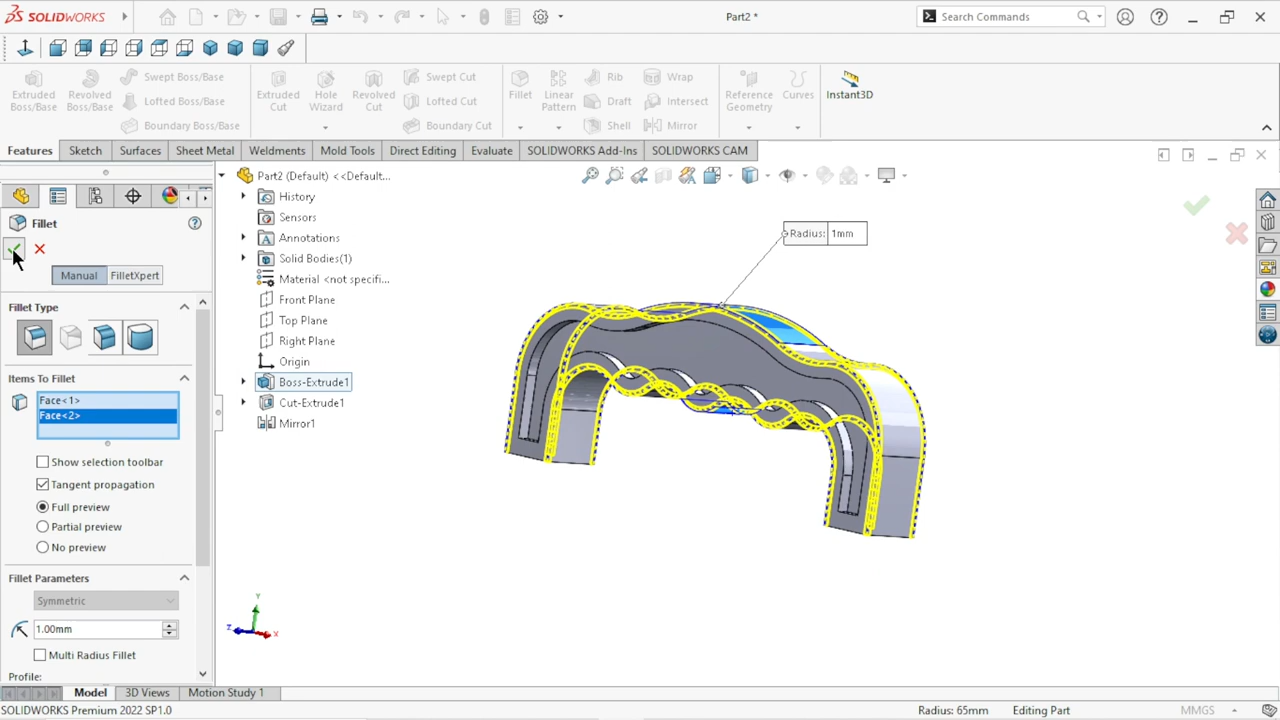 SOLIDWORKS
Part2 *
Search Commands
Extruded Boss/Base
Revolved Boss/Base
Swept Boss/Base
Lofted Boss/Base
Boundary Boss/Base
Extruded Cut
Hole Wizard
Revolved Cut
Swept Cut
Lofted Cut
Boundary Cut
Fillet
Linear Pattern
Rib
Draft
Shell
Wrap
Intersect
Mirror
Reference Geometry
Curves
Instant3D
Features
Sketch
Surfaces
Sheet Metal
Weldments
Mold Tools
Direct Editing
Evaluate
SOLIDWORKS Add-Ins
SOLIDWORKS CAM
Fillet
Manual
FilletXpert
Fillet Type
Items To Fillet
Face<1>
Face<2>
Show selection toolbar
Tangent propagation
Full preview
Partial preview
No preview
Fillet Parameters
Symmetric
1.00mm
Multi Radius Fillet
Profile:
Part2 (Default) <<Default...
History
Sensors
Annotations
Solid Bodies(1)
Material <not specifi...
Front Plane
Top Plane
Right Plane
Origin
Boss-Extrude1
Cut-Extrude1
Mirror1
Radius: 1mm
Y
Z
X
Model
3D Views
Motion Study 1
SOLIDWORKS Premium 2022 SP1.0
Radius: 65mm
Editing Part
MMGS